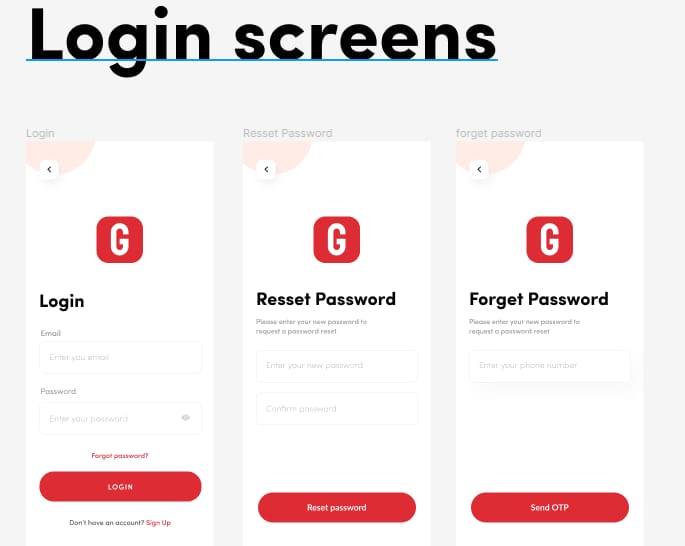 Login screens
Login
Resset Password
forget password
G
Login
Email
Enter you email
Password
Enter your password
Forgot password?
LOGIN
Don't have an account? Sign Up
G
Resset Password
Please enter your new password to
request a password reset
Enter your new password
Confirm password
Reset password
G
Forget Password
Please enter your new password to
request a password reset
Enter your phone number
Send OTP